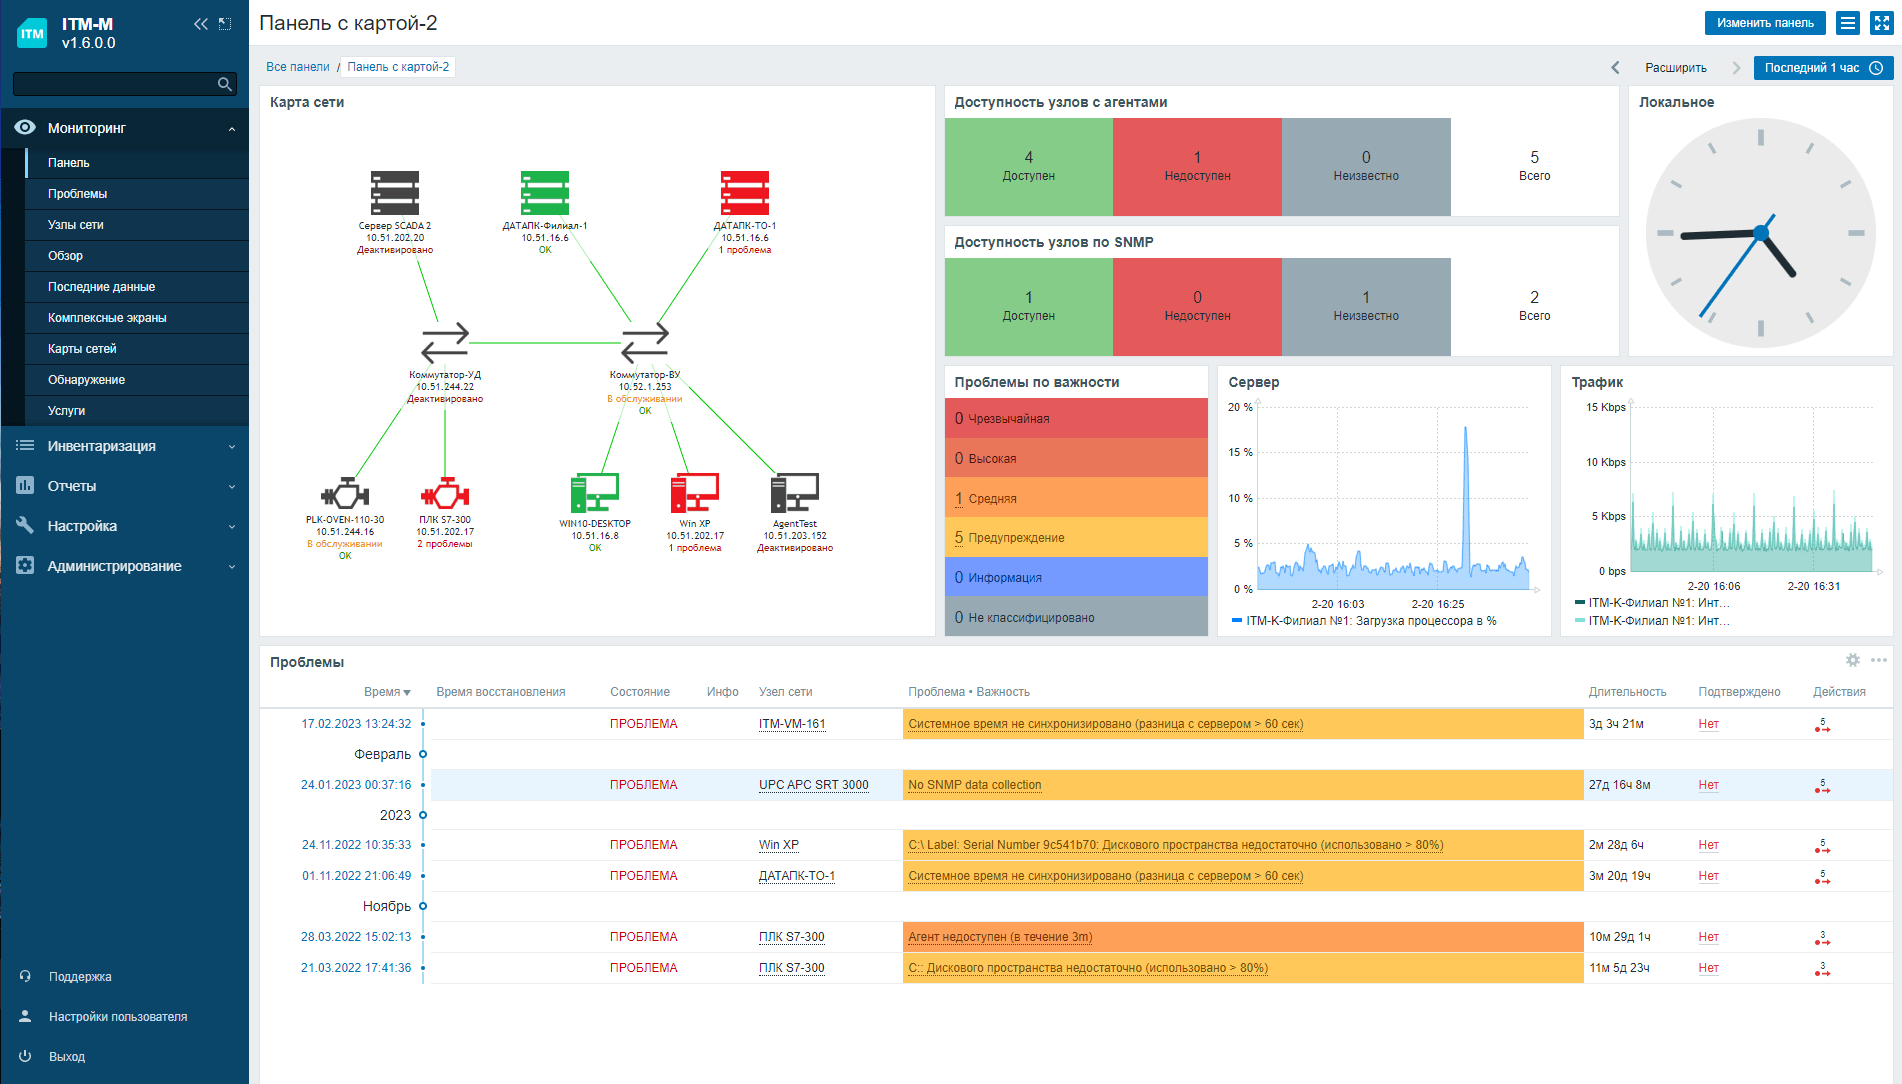 ITM
ITM-M
v1.6.0.0
Мониторинг
Панель
Проблемы
Узлы сети
Обзор
Последние данные
Комплексные экраны
Карты сетей
Обнаружение
Услуги
Инвентаризация
Отчеты
Настройка
Администрирование
Поддержка
Настройки пользователя
Выход
Панель с картой-2
Изменить панель
Все панели / Панель с картой-2
Расширить
Последний 1 час
Карта сети
Сервер SCADA 2
10.51.202.20
Деактивировано
ДАТАПК-Филиал-1
10.51.16.6
OK
ДАТАПК-ТО-1
10.51.16.6
1 проблема
Коммутатор-УД
10.51.244.22
Деактивировано
Коммутатор-ВУ
10.52.1.253
В обслуживании
OK
PLK-OVEN-110-30
10.51.244.16
В обслуживании
OK
ПЛК S7-300
10.51.202.17
2 проблемы
WIN10-DESKTOP
10.51.16.8
OK
Win XP
10.51.202.17
1 проблема
AgentTest
10.51.203.152
Деактивировано
Доступность узлов с агентами
4 1 0 5
Доступен Недоступен Неизвестно Всего
Доступность узлов по SNMP
1 0 1 2
Доступен Недоступен Неизвестно Всего
Локальное
Проблемы по важности
0 Чрезвычайная
0 Высокая
1 Средняя
5 Предупреждение
0 Информация
0 Не классифицировано
Сервер
20 %
15 %
10 %
5 %
0 %
2-20 16:03 2-20 16:25
ITM-K-Филиал №1: Загрузка процессора в %
Трафик
15 Kbps
10 Kbps
5 Kbps
0 bps
2-20 16:06 2-20 16:31
ITM-K-Филиал №1: Инт...
ITM-K-Филиал №1: Инт...
Проблемы
Время Время восстановления Состояние Инфо Узел сети Проблема • Важность Длительность Подтверждено Действия
17.02.2023 13:24:32 ПРОБЛЕМА ITM-VM-161 Системное время не синхронизировано (разница с сервером > 60 сек) 3д 3ч 21м Нет 5
Февраль
24.01.2023 00:37:16 ПРОБЛЕМА UPC APC SRT 3000 No SNMP data collection 27д 16ч 8м Нет 5
2023
24.11.2022 10:35:33 ПРОБЛЕМА Win XP C:\ Label: Serial Number 9c541b70: Дискового пространства недостаточно (использовано > 80%) 2м 28д 6ч Нет 5
01.11.2022 21:06:49 ПРОБЛЕМА ДАТАПК-ТО-1 Системное время не синхронизировано (разница с сервером > 60 сек) 3м 20д 19ч Нет 5
Ноябрь
28.03.2022 15:02:13 ПРОБЛЕМА ПЛК S7-300 Агент недоступен (в течение 3m) 10м 29д 1ч Нет 3
21.03.2022 17:41:36 ПРОБЛЕМА ПЛК S7-300 C:: Дискового пространства недостаточно (использовано > 80%) 11м 5д 23ч Нет 3